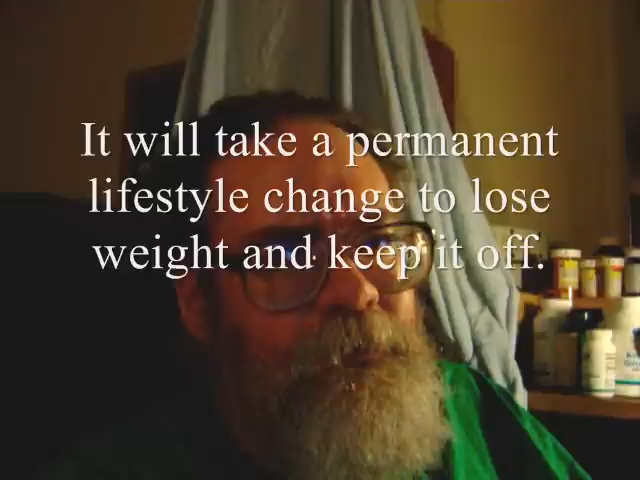 It will take a permanent
lifestyle change to lose
weight and keep it off.